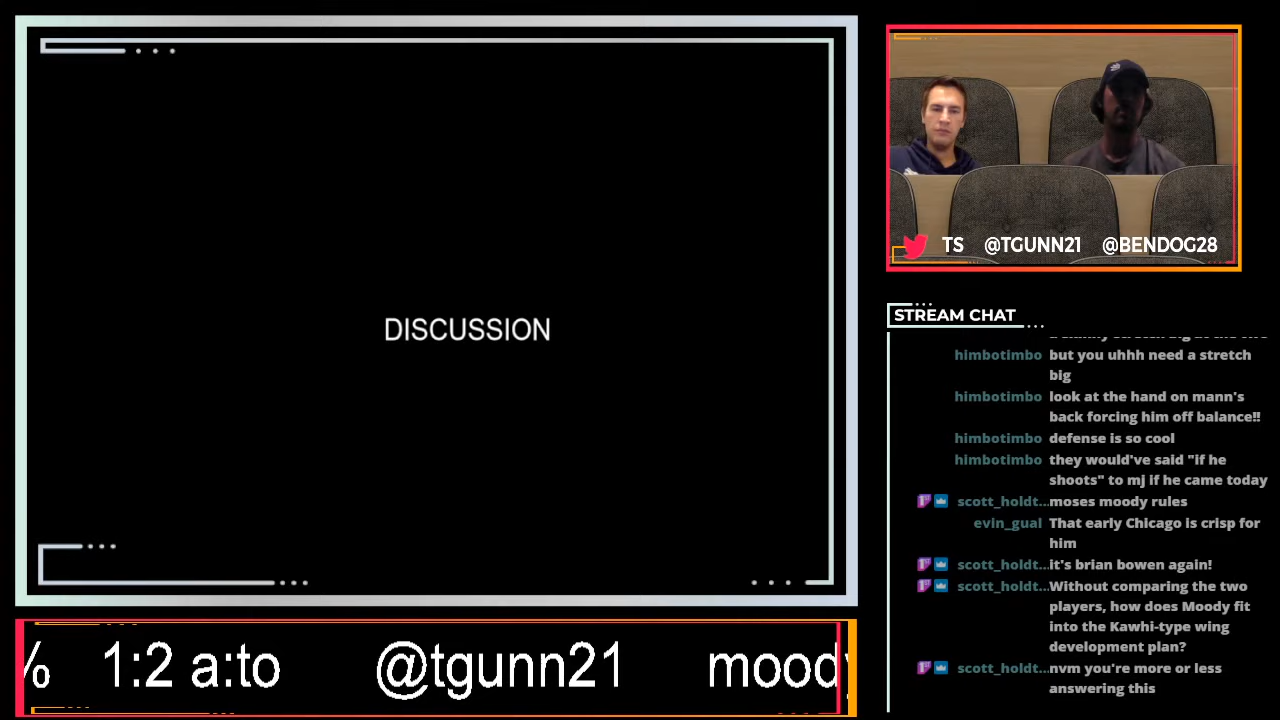 DISCUSSION
% 1:2 a:to @tgunn21 moody
TS @TGUNN21 @BENDOG28
STREAM CHAT
himbotimbo but you uhhh need a stretch
big
himbotimbo look at the hand on mann's
back forcing him off balance!!
himbotimbo defense is so cool
himbotimbo they would've said "if he
shoots" to mj if he came today
scott_holdt... moses moody rules
evin_gual That early Chicago is crisp for
him
scott_holdt... it's brian bowen again!
scott_holdt... Without comparing the two
players, how does Moody fit
into the Kawhi-type wing
development plan?
scott_holdt... nvm you're more or less
answering this